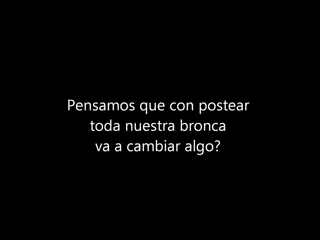 Pensamos que con postear
toda nuestra bronca
va a cambiar algo?